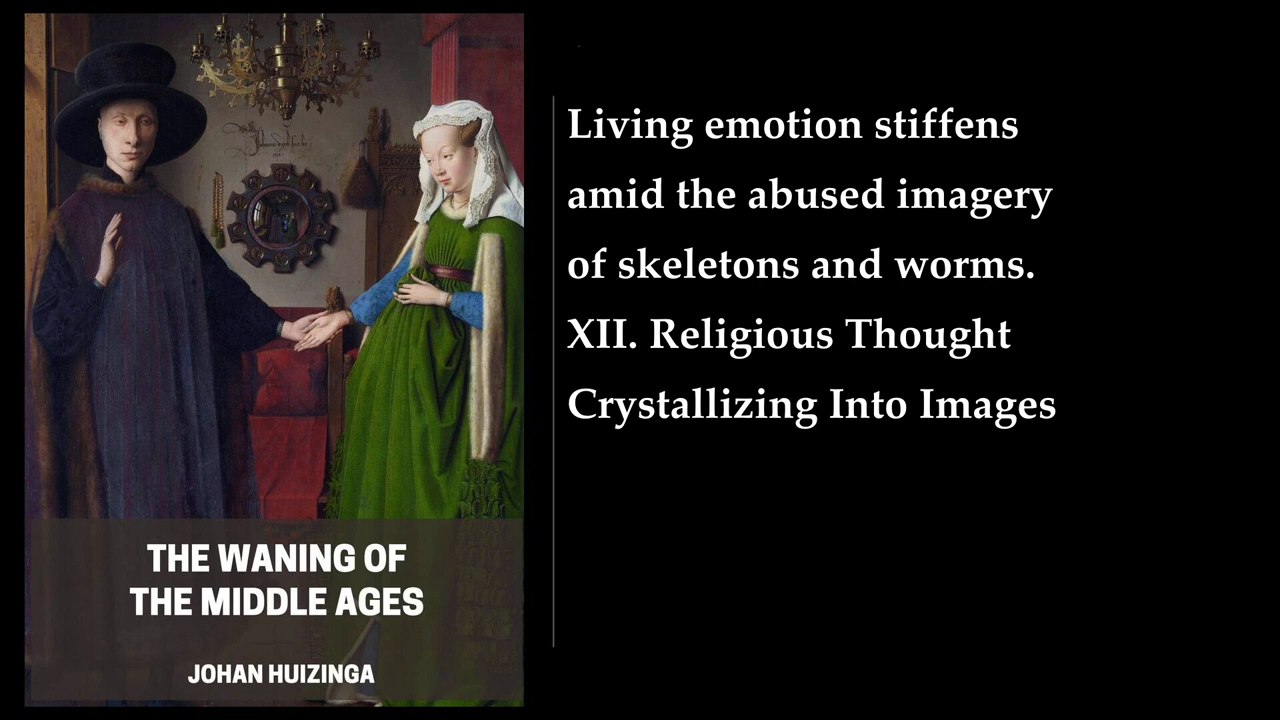 Living emotion stiffens
amid the abused imagery
of skeletons and worms.
XII. Religious Thought
Crystallizing Into Images
THE WANING OF
THE MIDDLE AGES
JOHAN HUIZINGA